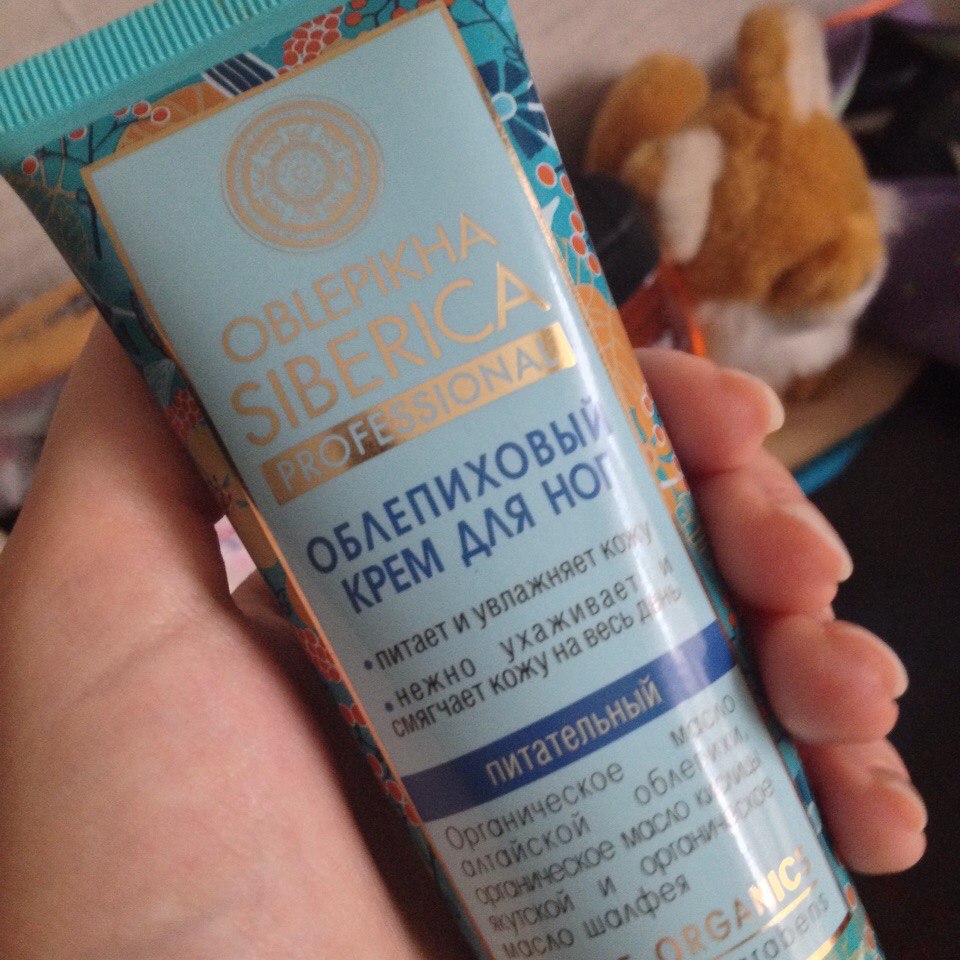 OBLEPIKHA
SIBERICA
PROFESSIONAL
ОБЛЕПИХОВЫЙ
КРЕМ ДЛЯ НОГ
•питает и увлажняет кожу
•нежно ухаживает и
смягчает кожу на весь день
питательный
Органическое масло
алтайской облепихи,
органическое масло
якутской и органическое
масло шалфея
ORGANICS
parabens